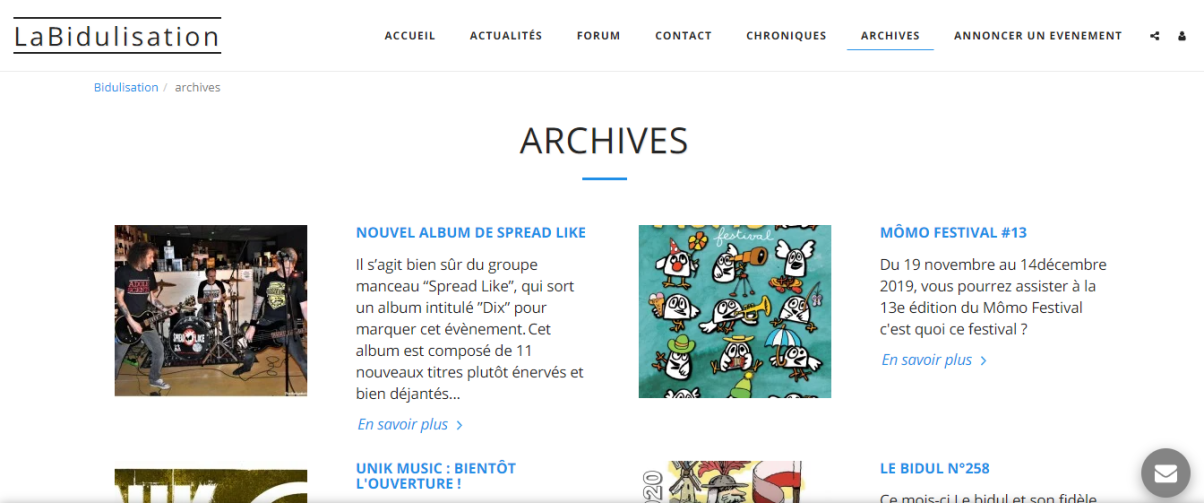 LaBidulisation
ACCUEIL ACTUALITÉS FORUM CONTACT CHRONIQUES ARCHIVES ANNONCER UN EVENEMENT
Bidulisation / archives
ARCHIVES
NOUVEL ALBUM DE SPREAD LIKE
Il s’agit bien sûr du groupe
manceau “Spread Like”, qui sort
un album intitulé ”Dix” pour
marquer cet évènement. Cet
album est composé de 11
nouveaux titres plutôt énervés et
bien déjantés...
En savoir plus
festival
MÔMO FESTIVAL #13
Du 19 novembre au 14décembre
2019, vous pourrez assister à la
13e édition du Mômo Festival
c'est quoi ce festival ?
En savoir plus
UNIK MUSIC : BIENTÔT
L'OUVERTURE !
LE BIDUL N°258
Ce mois-ci Le bidul et son fidèle